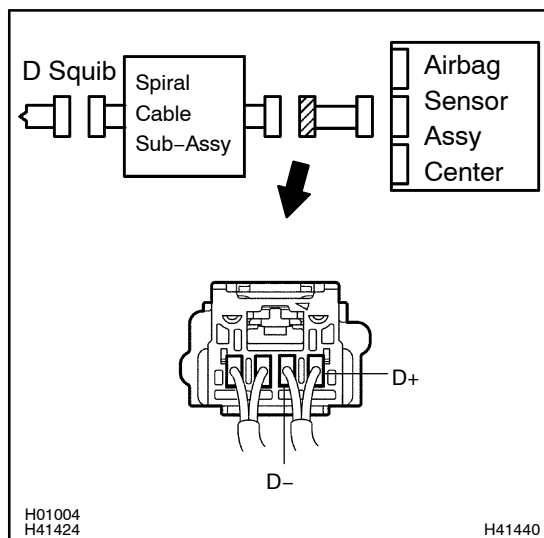 D Squib
Spiral
Cable
Sub−Assy
Airbag
Sensor
Assy
Center
D+
D−
H01004
H41424
H41440